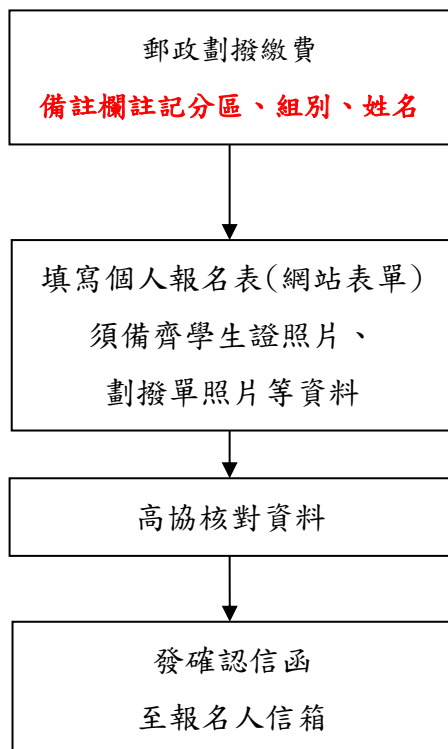 郵政劃撥繳費
備註欄註記分區、組別、姓名
填寫個人報名表(網站表單)
須備齊學生證照片、
劃撥單照片等資料
高協核對資料
發確認信函
至報名人信箱